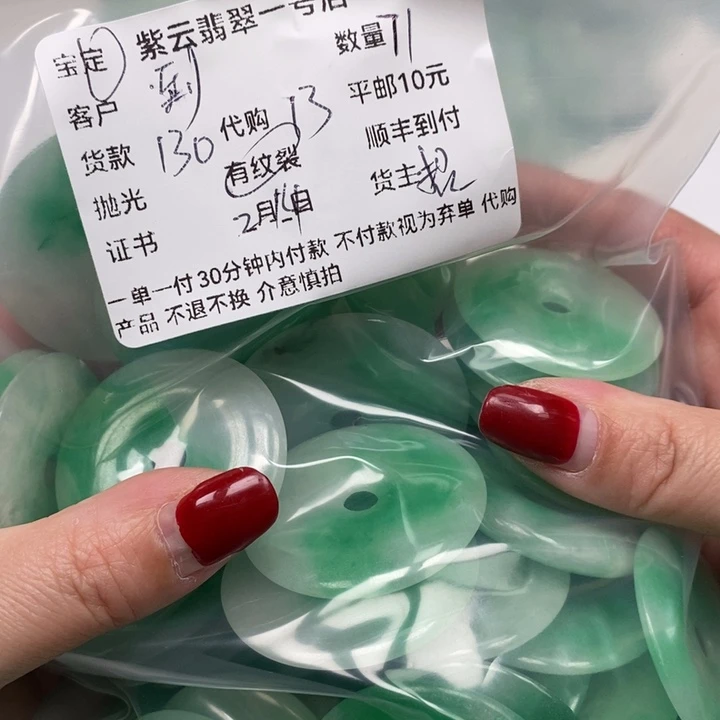 紫云翡翠一号店
宝定 数量 71
客户 平邮10元
货款 130 代购 13 顺丰到付
抛光 有纹裂 货主
证书 2月14日
一单一付 30分钟内付款 不付款视为弃单 代购
产品 不退不换 介意慎拍